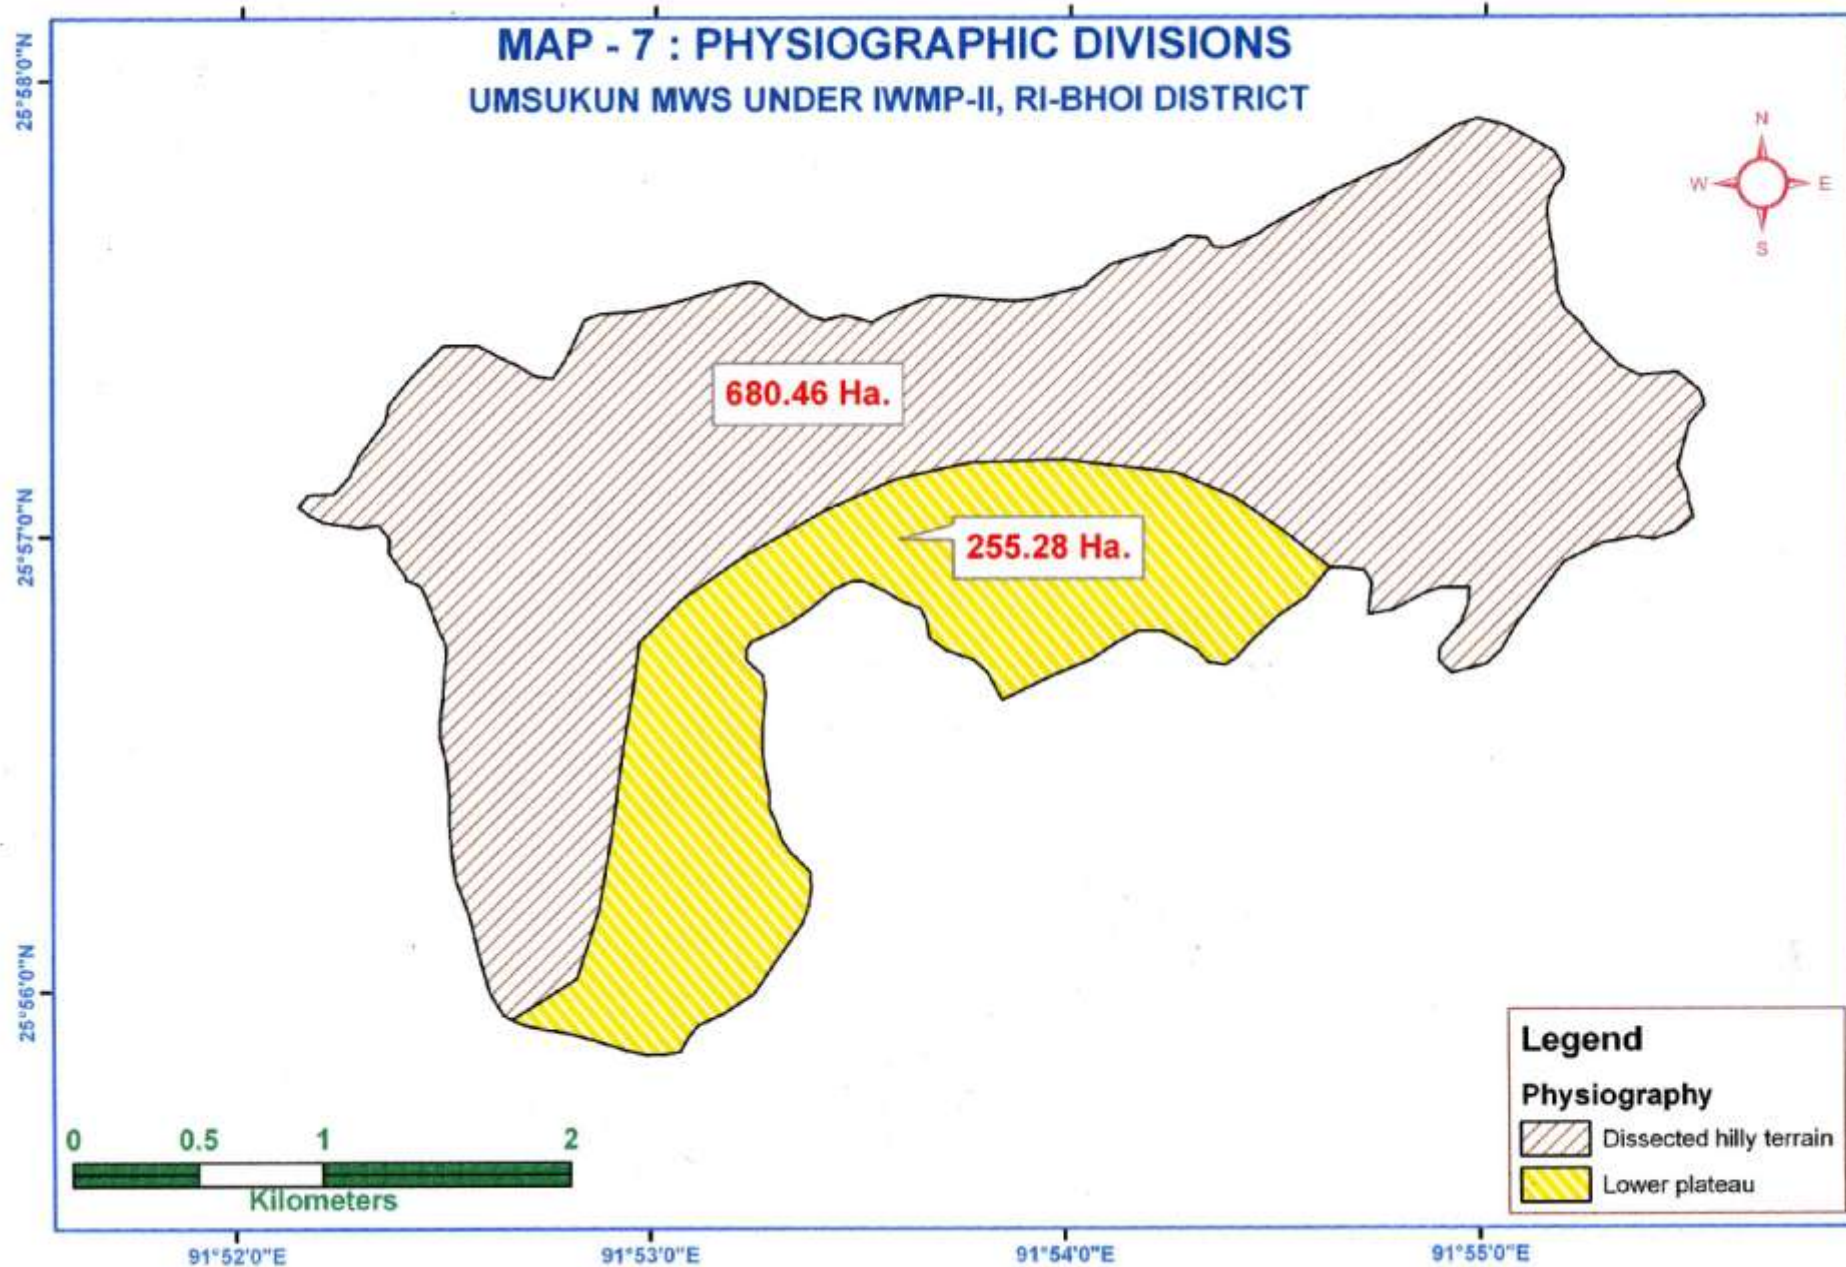 MAP - 7 : PHYSIOGRAPHIC DIVISIONS
UMSUKUN MWS UNDER IWMP-II, RI-BHOI DISTRICT
25°58'0"N
N
W
E
S
680.46 Ha.
25°57'0"N
255.28 Ha.
25°56'0"N
Legend
Physiography
Dissected hilly terrain
Lower plateau
0 0.5 1 2
Kilometers
91°52'0"E 91°53'0"E 91°54'0"E 91°55'0"E